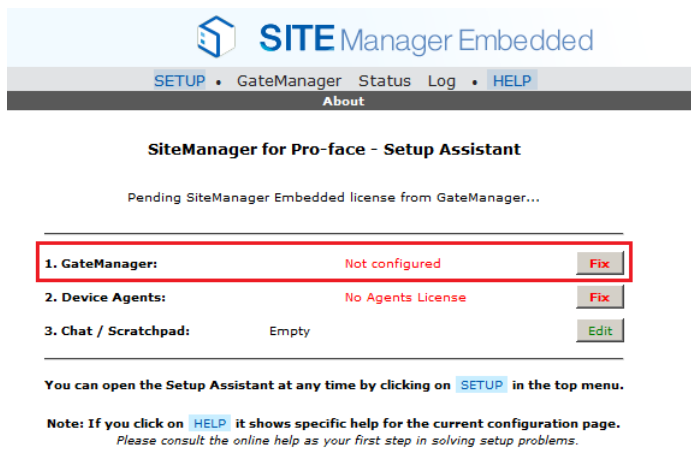 SITE Manager Embedded
SETUP • GateManager Status Log • HELP
About
SiteManager for Pro-face - Setup Assistant
Pending SiteManager Embedded license from GateManager...
1. GateManager: Not configured Fix
2. Device Agents: No Agents License Fix
3. Chat / Scratchpad: Empty Edit
You can open the Setup Assistant at any time by clicking on SETUP in the top menu.
Note: If you click on HELP it shows specific help for the current configuration page.
Please consult the online help as your first step in solving setup problems.